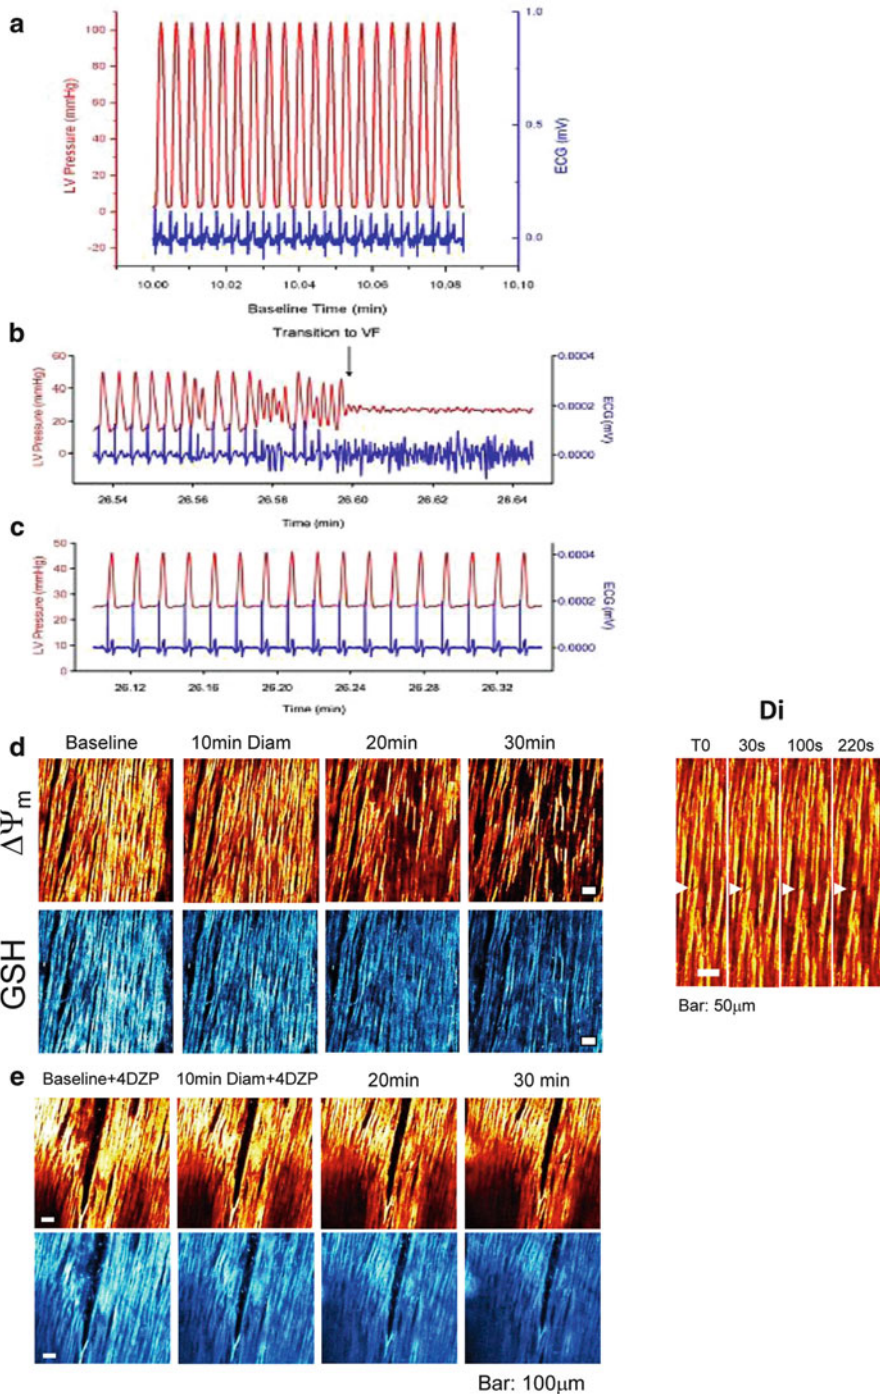 a
LV Pressure (mmHg)
100
80
60
40
20
0
-20
1.0
0.5
0.0
ECG (mV)
10.00 10.02 10.04 10.06 10.08 10.10
Baseline Time (min)
Transition to VF
b
LV Pressure (mmHg)
60
40
20
0
0.0004
0.0002
0.0000
ECG (mV)
26.54 26.56 26.58 26.60 26.62 26.64
Time (min)
c
LV Pressure (mmHg)
50
40
30
20
10
0
0.0004
0.0002
0.0000
ECG (mV)
26.12 26.16 26.20 26.24 26.28 26.32
Time (min)
d
Baseline 10min Diam 20min 30min
ΔΨm
GSH
Di
T0 30s 100s 220s
Bar: 50μm
e
Baseline+4DZP 10min Diam+4DZP 20min 30 min
Bar: 100μm